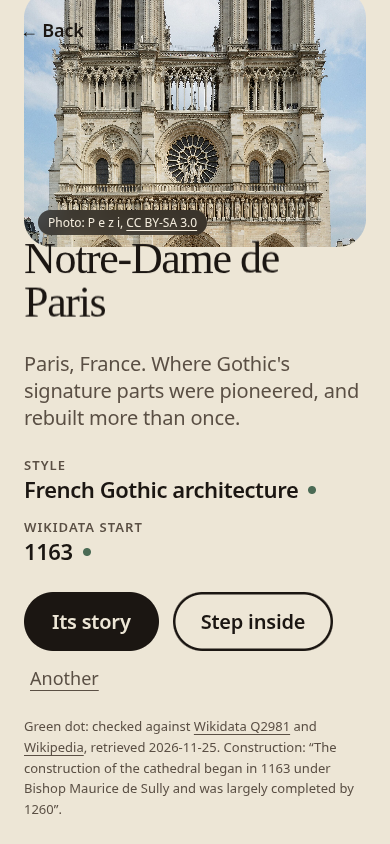 ← Back
Photo: P e z i, CC BY-SA 3.0
Notre-Dame de
Paris
Paris, France. Where Gothic's
signature parts were pioneered, and
rebuilt more than once.
STYLE
French Gothic architecture
WIKIDATA START
1163
Its story
Step inside
Another
Green dot: checked against Wikidata Q2981 and
Wikipedia, retrieved 2026-11-25. Construction: “The
construction of the cathedral began in 1163 under
Bishop Maurice de Sully and was largely completed by
1260”.